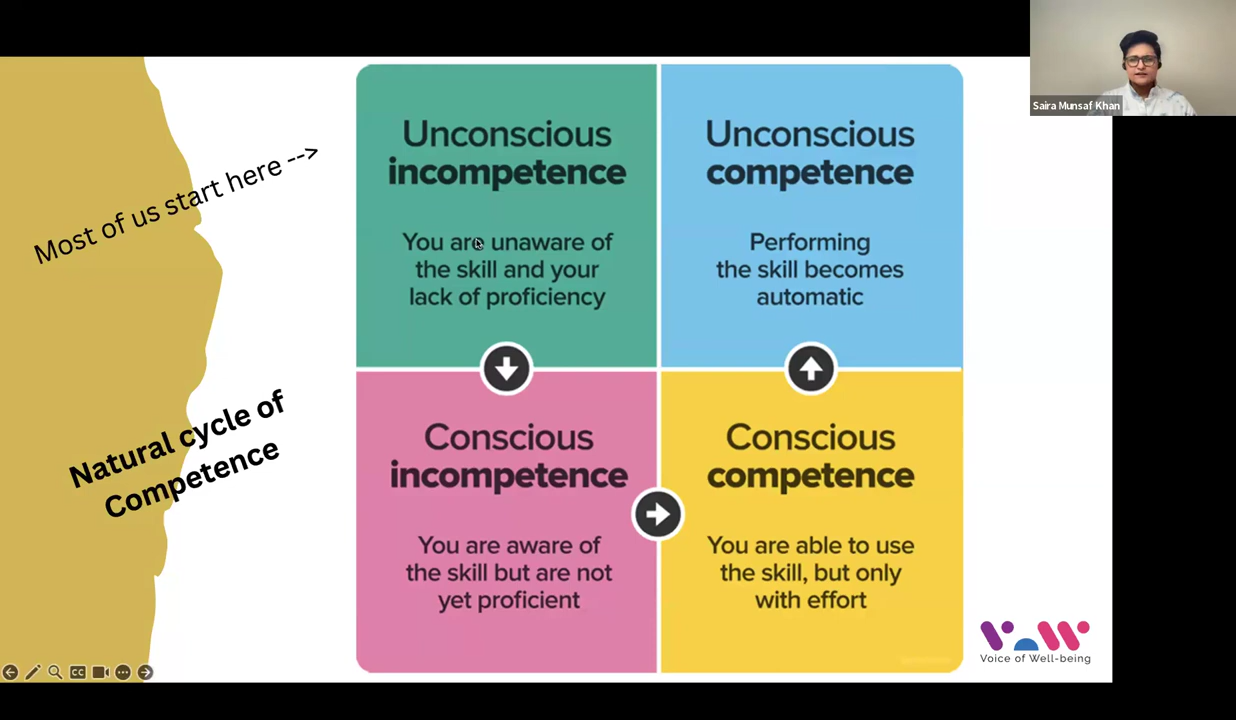 Saira Munsaf Khan
Most of us start here -->
Natural cycle of
Competence
Unconscious
incompetence
You are unaware of
the skill and your
lack of proficiency
Unconscious
competence
Performing
the skill becomes
automatic
Conscious
incompetence
You are aware of
the skill but are not
yet proficient
Conscious
competence
You are able to use
the skill, but only
with effort
Voice of Well-being
CC